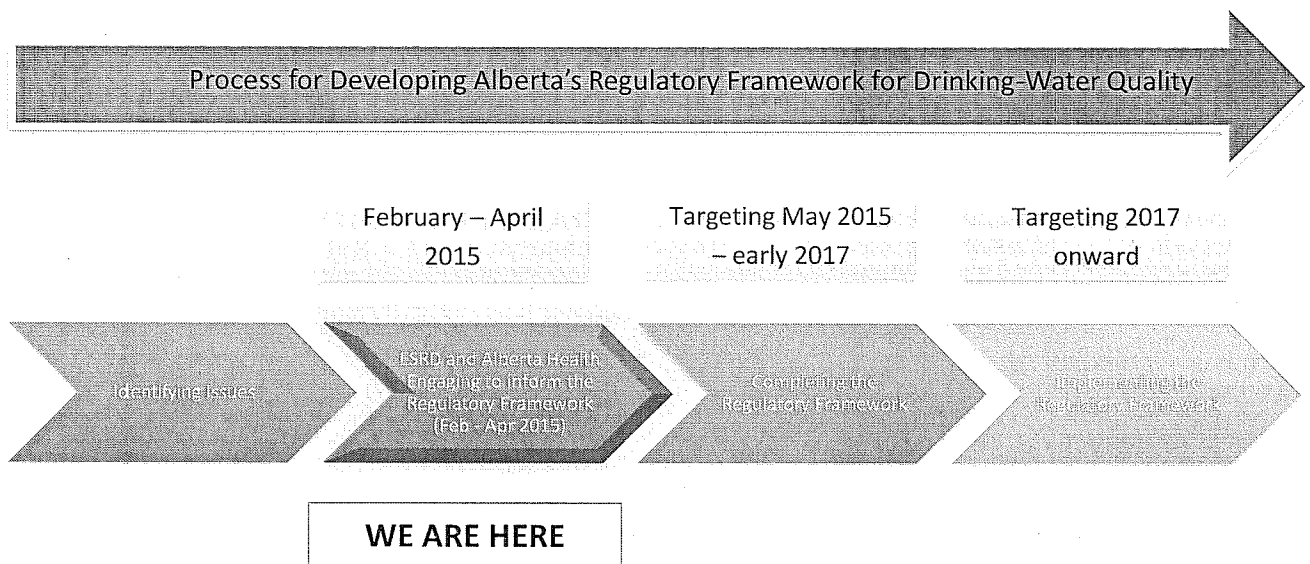 Process for Developing Alberta's Regulatory Framework for Drinking-Water Quality
February – April
2015
Targeting May 2015
– early 2017
Targeting 2017
onward
Identifying Issues
ESRD and Alberta Health
Engaging to Inform the
Regulatory Framework
(Feb - Apr 2015)
Completing the
Regulatory Framework
Implementing the
Regulatory Framework
WE ARE HERE